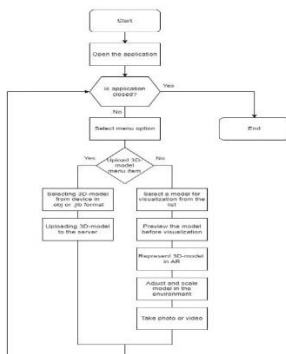 Start
Open the application
Is application
closed?
Yes
No
Select menu option
End
Upload 3D-
model
menu item
Yes
No
Selecting 3D-model
from device in
.obj or .jlb format
Uploading 3D-model
to the server
Select a model for
visualization from the
list
Preview the model
before visualization
Represent 3D-model
in AR
Adjust and scale
model in the
environment
Take photo or video